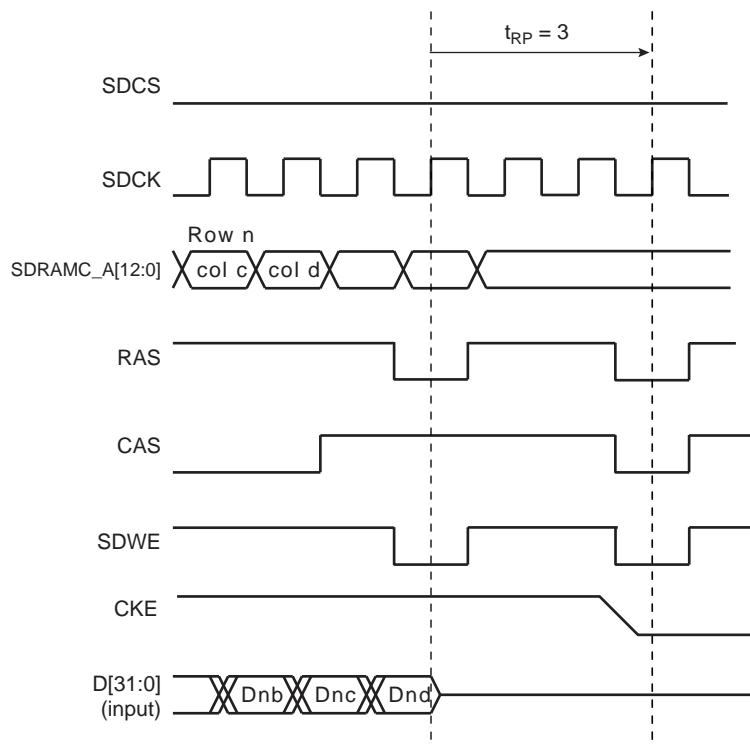 tRP = 3
SDCS
SDCK
Row n
SDRAMC_A[12:0]
col c
col d
RAS
CAS
SDWE
CKE
D[31:0]
(input)
Dnb
Dnc
Dnd